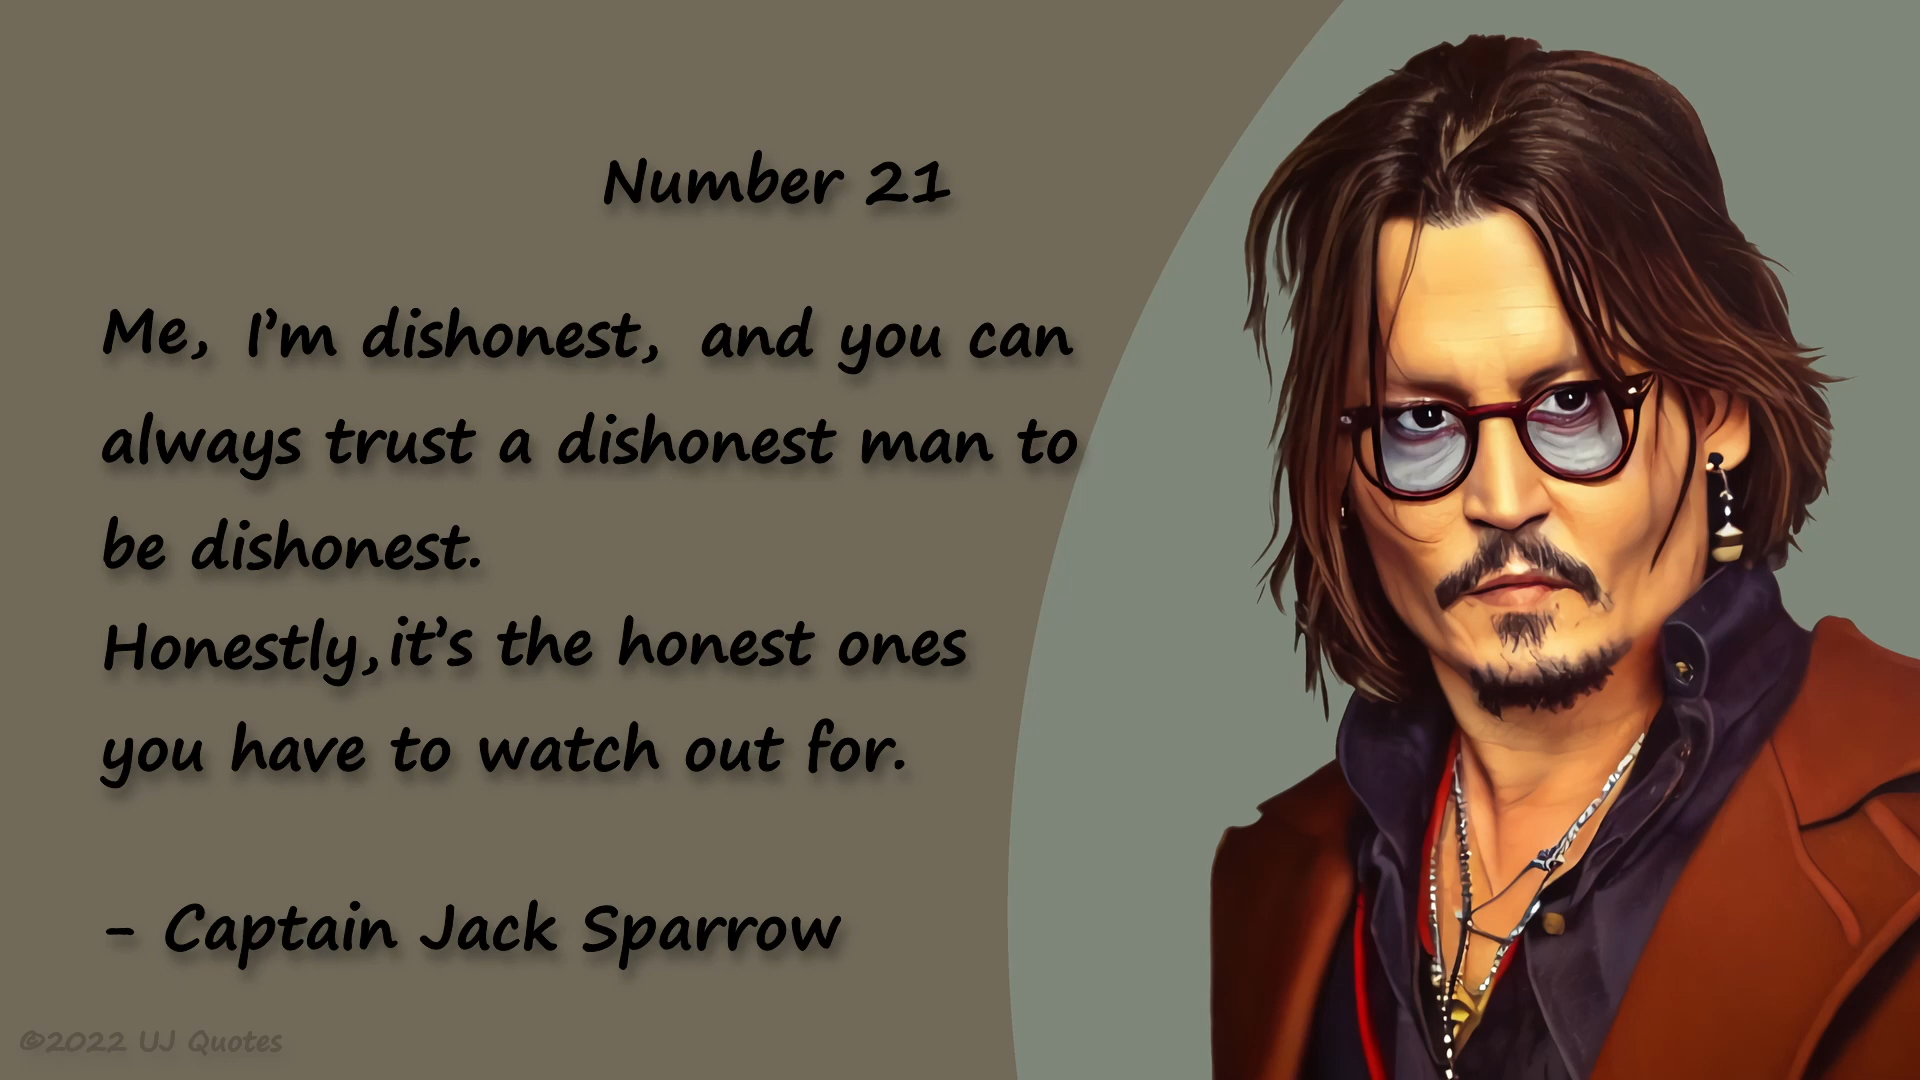 Number 21
Me, I’m dishonest, and you can
always trust a dishonest man to
be dishonest.
Honestly, it’s the honest ones
you have to watch out for.
- Captain Jack Sparrow
©2022 UJ Quotes